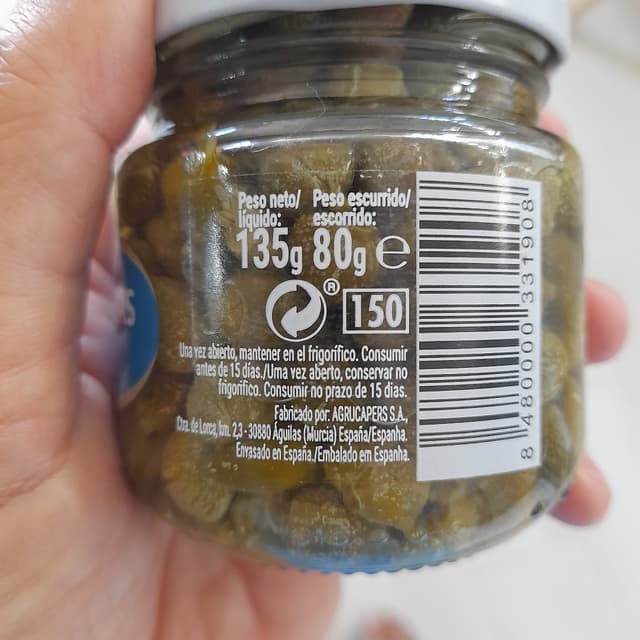 Peso neto/ Peso escurrido/
líquido: escorrido:
135g 80g e
® 150
Una vez abierto, mantener en el frigorífico. Consumir
antes de 15 días./Uma vez aberto, conservar no
frigorífico. Consumir no prazo de 15 dias.
Fabricado por: AGRUCAPERS S.A.
Ctra. de Lorca, km. 2,3 - 30880 Águilas (Murcia) España/Espanha.
Envasado en España./Embalado em Espanha.
8 480000 331908